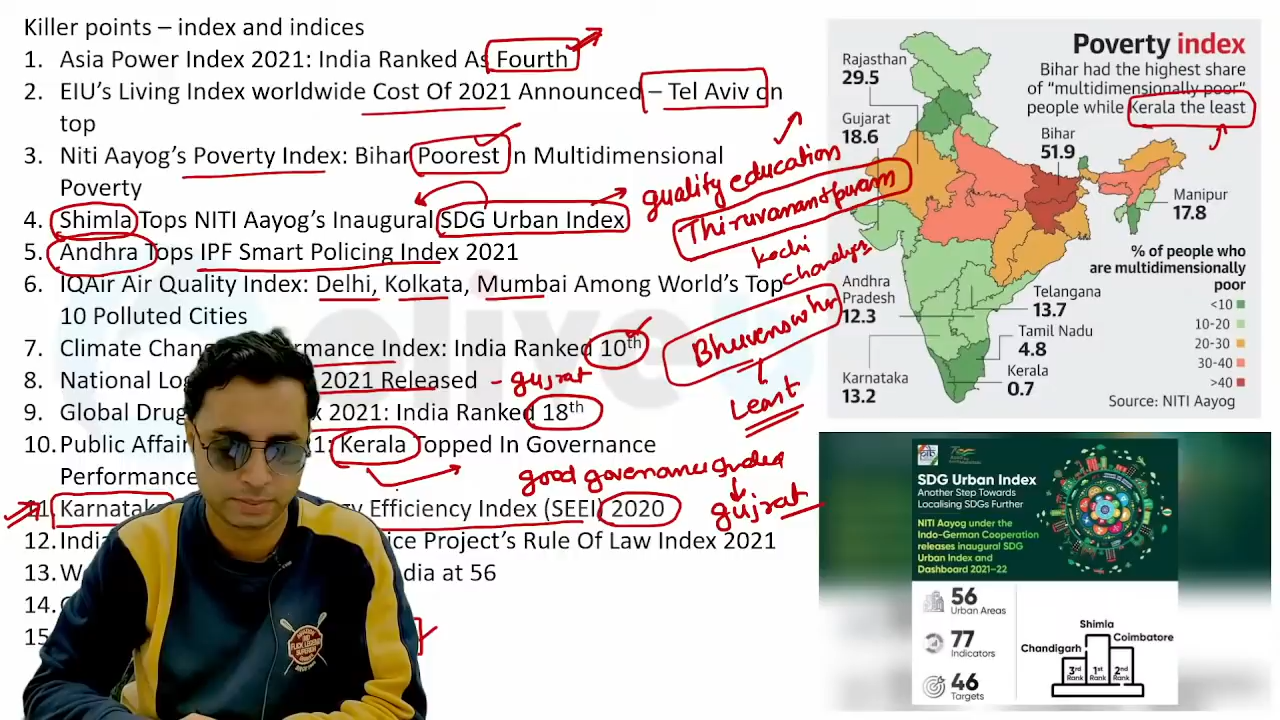 Killer points – index and indices
1. Asia Power Index 2021: India Ranked As Fourth
2. EIU's Living Index worldwide Cost Of 2021 Announced – Tel Aviv on
top
3. Niti Aayog's Poverty Index: Bihar Poorest In Multidimensional
Poverty
4. Shimla Tops NITI Aayog's Inaugural SDG Urban Index
5. Andhra Tops IPF Smart Policing Index 2021
6. IQAir Air Quality Index: Delhi, Kolkata, Mumbai Among World's Top
10 Polluted Cities
7. Climate Chan rmance Index: India Ranked 10th
8. National Lo 2021 Released - gujrat
9. Global Drug x 2021: India Ranked 18th
10. Public Affair 1: Kerala Topped In Governance
Performance
11. Karnatak gy Efficiency Index (SEEI) 2020
12. India ice Project's Rule Of Law Index 2021
13. W dia at 56
14.
15.
quality education
Thiruvanantpuram
kochi
chandigr
Bhuvenswhar
Least
good governance index
gujrat
Poverty index
Bihar had the highest share
of "multidimensionally poor"
people while Kerala the least
Rajasthan
29.5
Gujarat
18.6
Bihar
51.9
Manipur
17.8
% of people who
are multidimensionally
poor
<10
10-20
20-30
30-40
>40
Andhra
Pradesh
12.3
Telangana
13.7
Tamil Nadu
4.8
Kerala
0.7
Karnataka
13.2
Source: NITI Aayog
SDG Urban Index
Another Step Towards
Localising SDGs Further
NITI Aayog under the
Indo-German Cooperation
releases inaugural SDG
Urban Index and
Dashboard 2021–22
56
Urban Areas
77
Indicators
46
Targets
Shimla
Coimbatore
Chandigarh
3rd Rank
1st Rank
2nd Rank